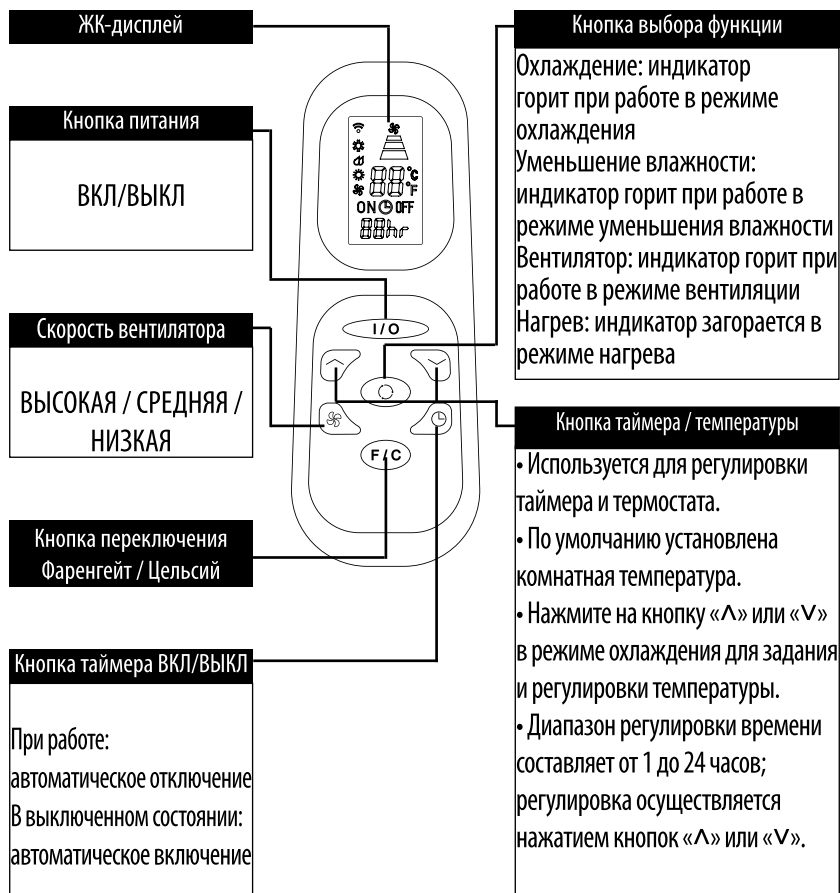 ЖК-дисплей
Кнопка питания
ВКЛ/ВЫКЛ
Скорость вентилятора
ВЫСОКАЯ / СРЕДНЯЯ /
НИЗКАЯ
Кнопка переключения
Фаренгейт / Цельсий
Кнопка таймера ВКЛ/ВЫКЛ
При работе:
автоматическое отключение
В выключенном состоянии:
автоматическое включение
88°C
°F
ON OFF
88hr
I/O
F/C
Кнопка выбора функции
Охлаждение: индикатор
горит при работе в режиме
охлаждения
Уменьшение влажности:
индикатор горит при работе в
режиме уменьшения влажности
Вентилятор: индикатор горит при
работе в режиме вентиляции
Нагрев: индикатор загорается в
режиме нагрева
Кнопка таймера / температуры
• Используется для регулировки
таймера и термостата.
• По умолчанию установлена
комнатная температура.
• Нажмите на кнопку «Λ» или «V»
в режиме охлаждения для задания
и регулировки температуры.
• Диапазон регулировки времени
составляет от 1 до 24 часов;
регулировка осуществляется
нажатием кнопок «Λ» или «V».